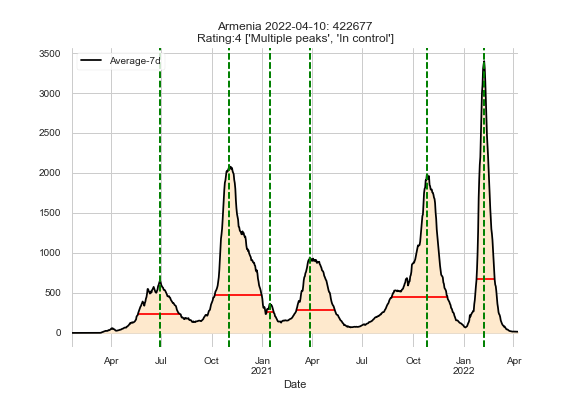 Armenia 2022-04-10: 422677
Rating:4 ['Multiple peaks', 'In control']
Average-7d
3500
3000
2500
2000
1500
1000
500
0
Apr Jul Oct Jan Apr Jul Oct Jan Apr
2021 2022
Date